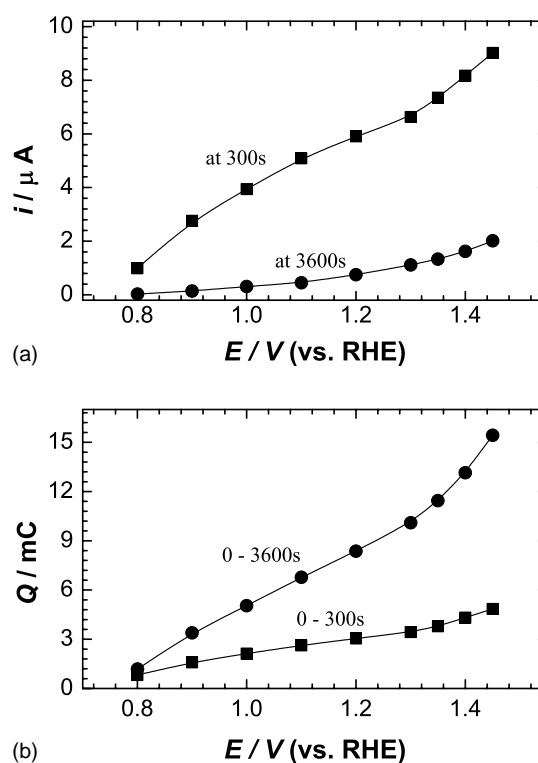 10
8
6
4
2
0
i / μ A
at 300s
at 3600s
0.8 1.0 1.2 1.4
E / V (vs. RHE)
(a)
15
12
9
6
3
0
Q / mC
0 - 3600s
0 - 300s
0.8 1.0 1.2 1.4
E / V (vs. RHE)
(b)